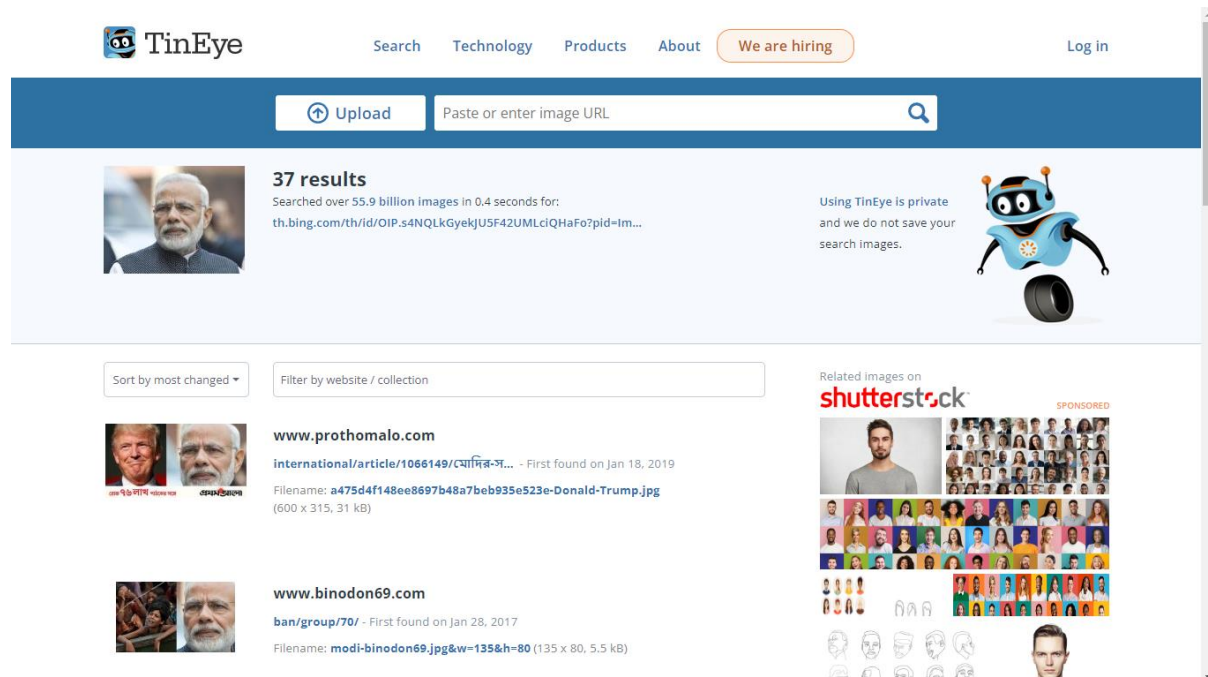 TinEye
Search Technology Products About We are hiring Log in
Upload Paste or enter image URL
37 results
Searched over 55.9 billion images in 0.4 seconds for:
th.bing.com/th/id/OIP.s4NQLkGyekJU5F42UMLciQHaFo?pid=Im...
Using TinEye is private
and we do not save your
search images.
Sort by most changed
Filter by website / collection
Related images on
shutterstock
SPONSORED
www.prothomalo.com
international/article/1066149/মোদির-স... - First found on Jan 18, 2019
Filename: a475d4f148ee8697b48a7beb935e523e-Donald-Trump.jpg
(600 x 315, 31 kB)
www.binodon69.com
ban/group/70/ - First found on Jan 28, 2017
Filename: modi-binodon69.jpg&w=135&h=80 (135 x 80, 5.5 kB)